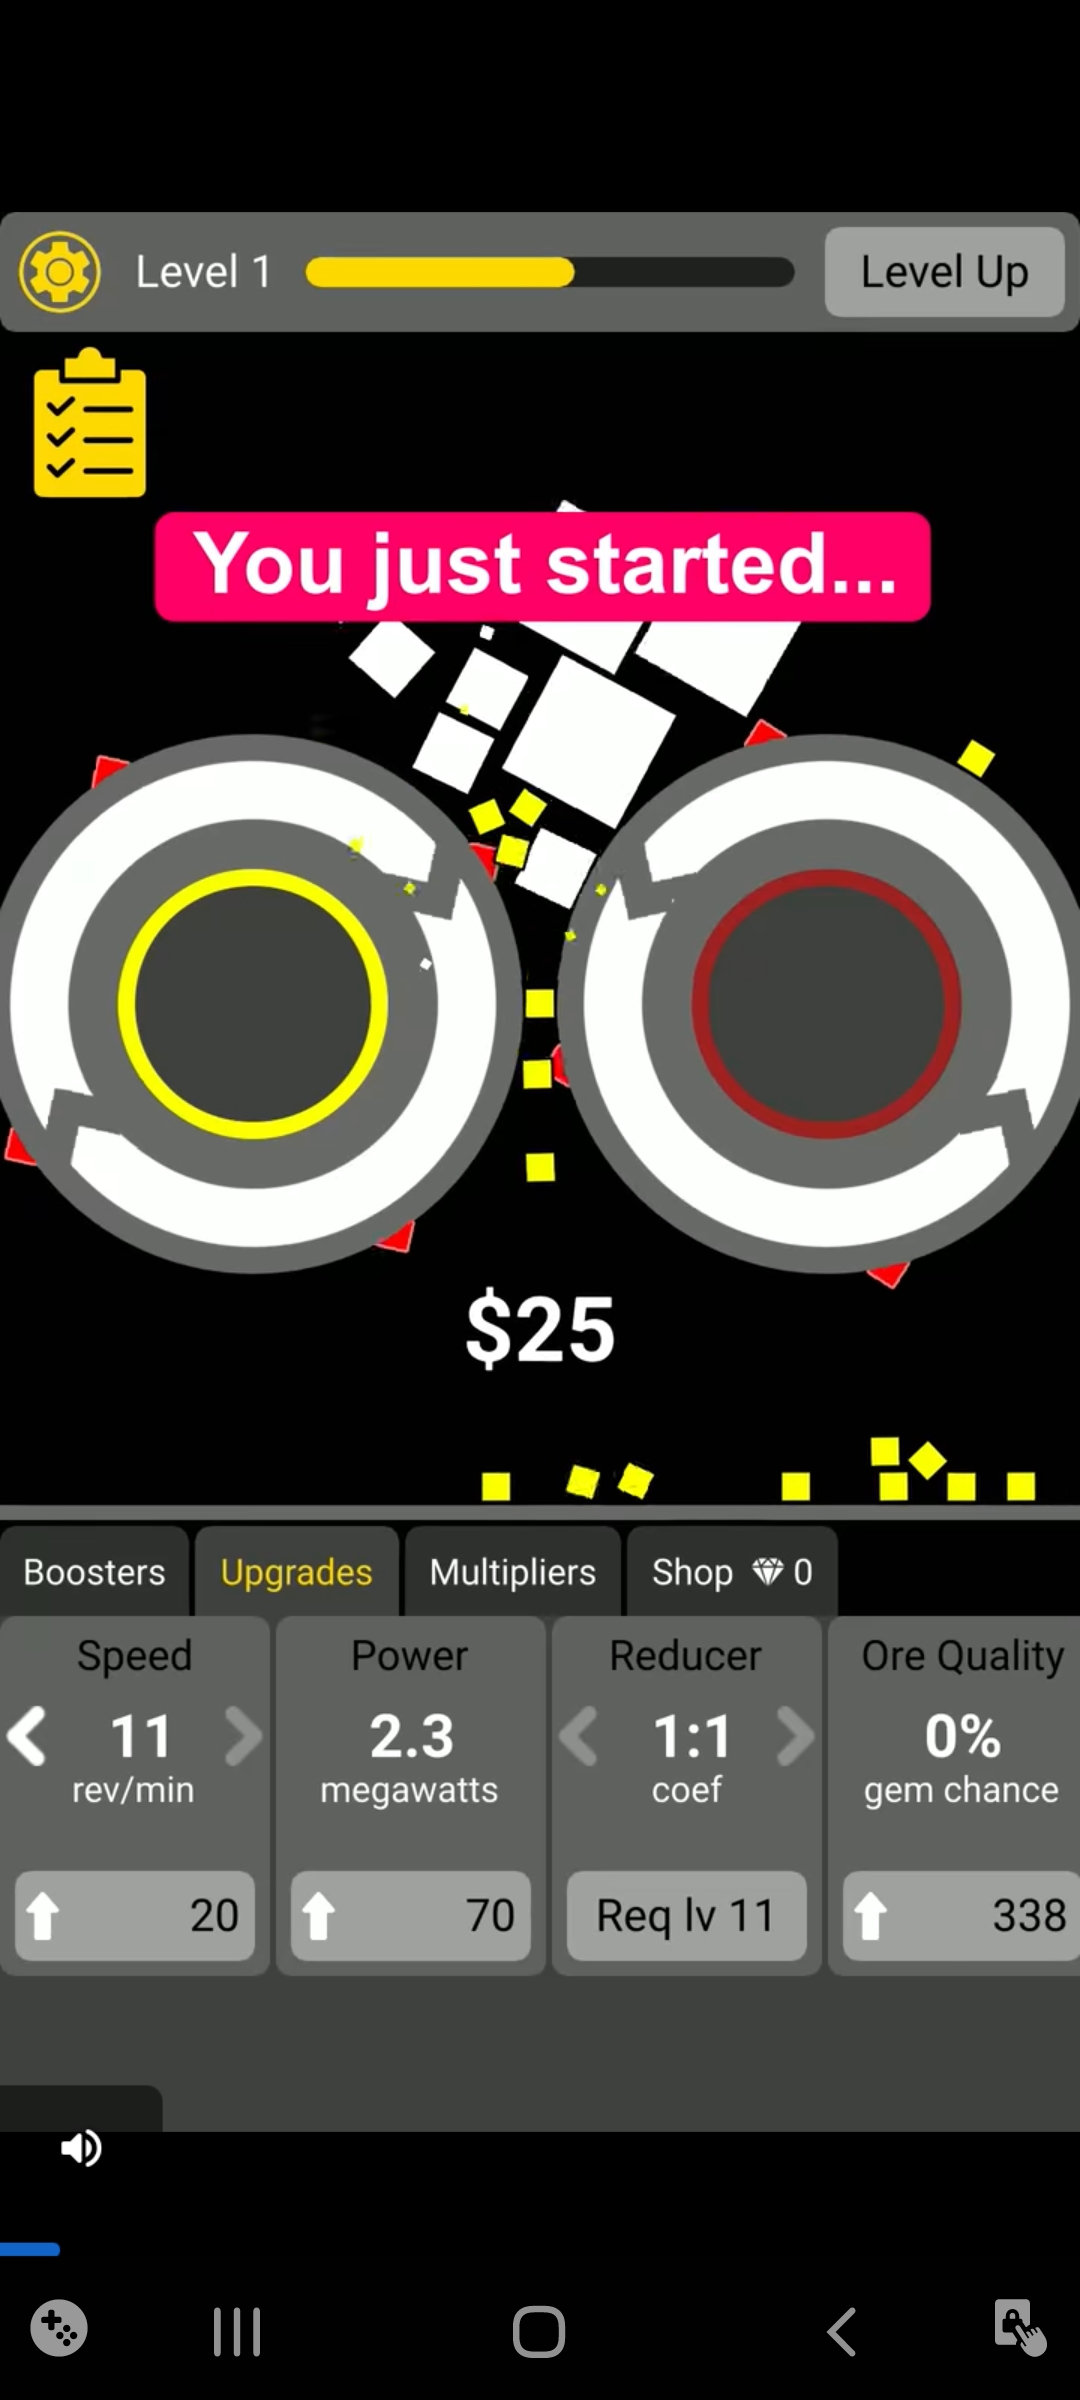 Level 1
Level Up
You just started...
$25
Boosters
Upgrades
Multipliers
Shop 0
Speed
11
rev/min
20
Power
2.3
megawatts
70
Reducer
1:1
coef
Req lv 11
Ore Quality
0%
gem chance
338